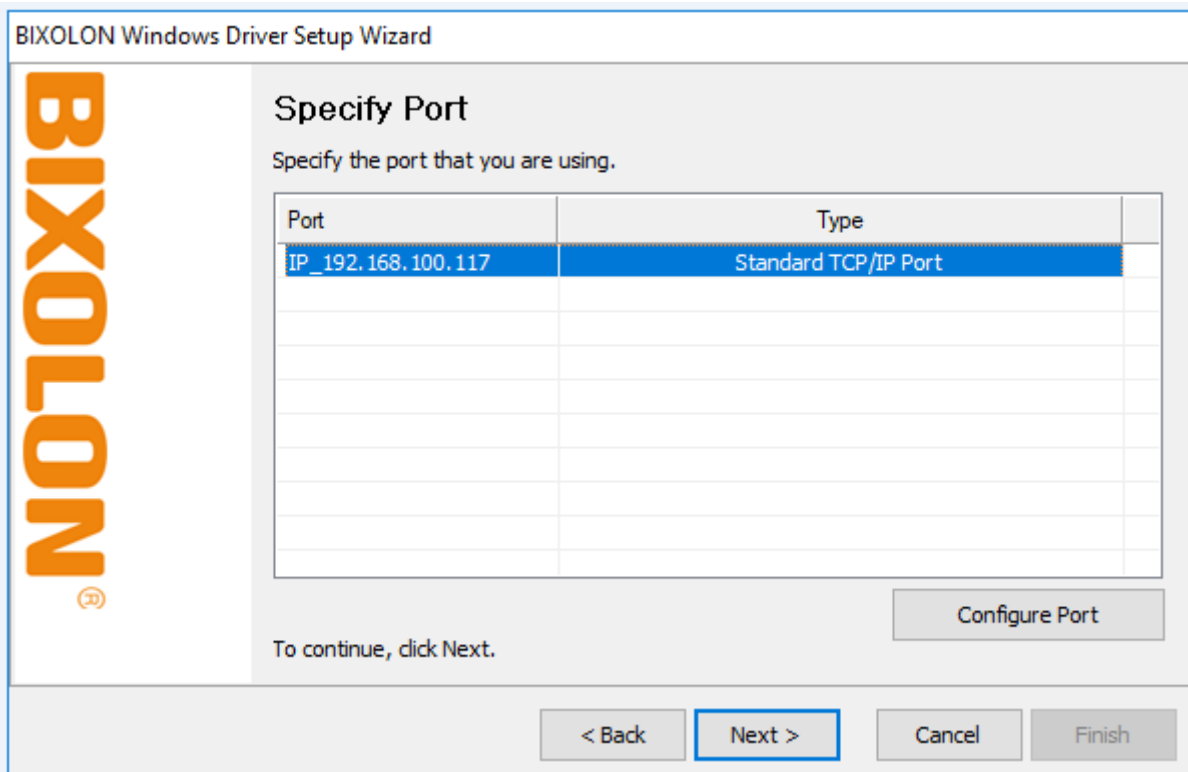 BIXOLON Windows Driver Setup Wizard
BIXOLON®
Specify Port
Specify the port that you are using.
Port Type
IP_192.168.100.117 Standard TCP/IP Port
Configure Port
To continue, click Next.
< Back Next > Cancel Finish